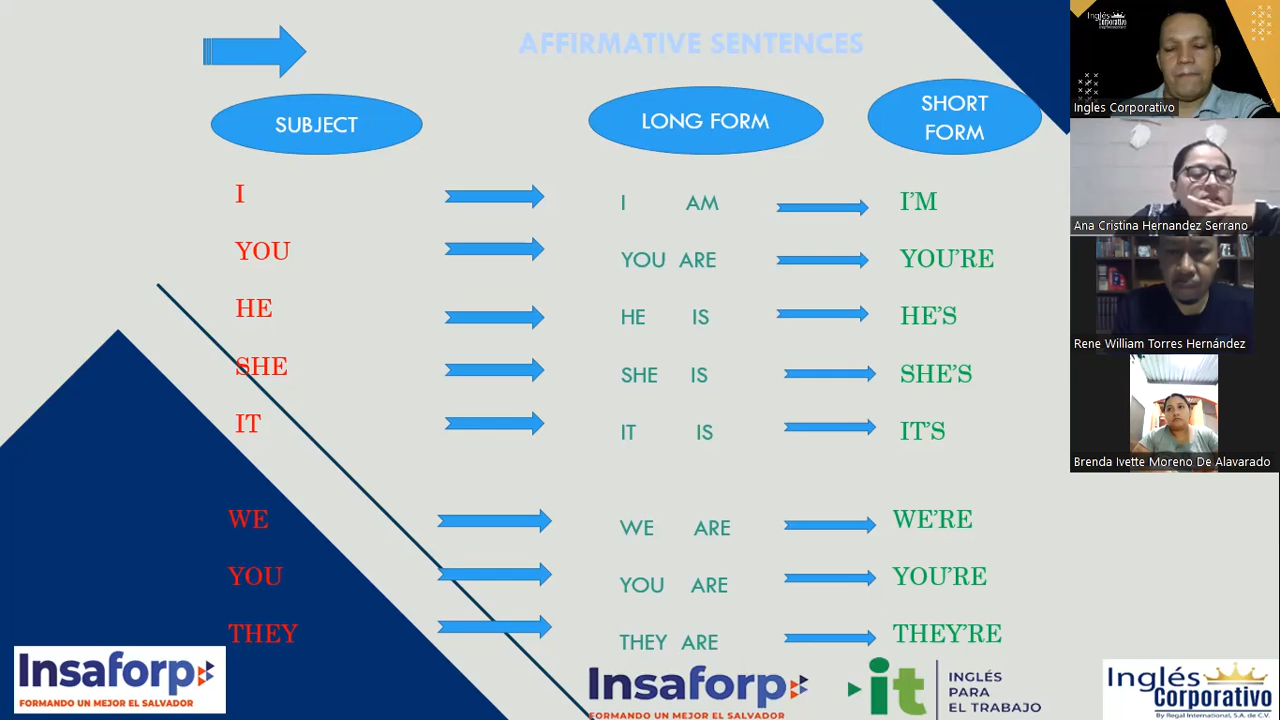 AFFIRMATIVE SENTENCES
SUBJECT
LONG FORM
SHORT
FORM
I
I AM
I'M
YOU
YOU ARE
YOU'RE
HE
HE IS
HE'S
SHE
SHE IS
SHE'S
IT
IT IS
IT'S
WE
WE ARE
WE'RE
YOU
YOU ARE
YOU'RE
THEY
THEY ARE
THEY'RE
Insaforp
FORMANDO UN MEJOR EL SALVADOR
Insaforp
FORMANDO UN MEJOR EL SALVADOR
it
INGLÉS
PARA
EL TRABAJO
Inglés
Corporativo
By Regal International, S.A. de C.V.
Inglés
Corporativo
Ingles Corporativo
Ana Cristina Hernandez Serrano
Rene William Torres Hernández
Brenda Ivette Moreno De Alavarado